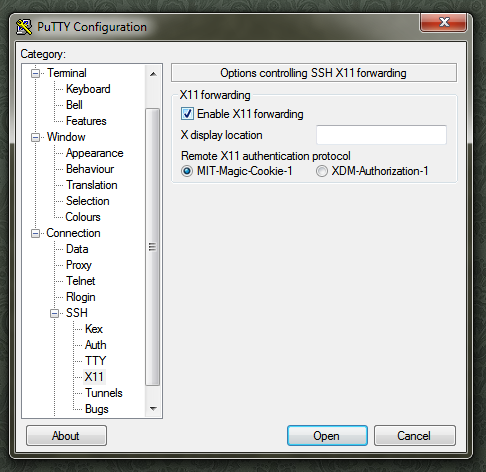 PuTTY Configuration
Category:
Terminal
Keyboard
Bell
Features
Window
Appearance
Behaviour
Translation
Selection
Colours
Connection
Data
Proxy
Telnet
Rlogin
SSH
Kex
Auth
TTY
X11
Tunnels
Bugs
Options controlling SSH X11 forwarding
X11 forwarding
Enable X11 forwarding
X display location
Remote X11 authentication protocol
MIT-Magic-Cookie-1 XDM-Authorization-1
About Open Cancel